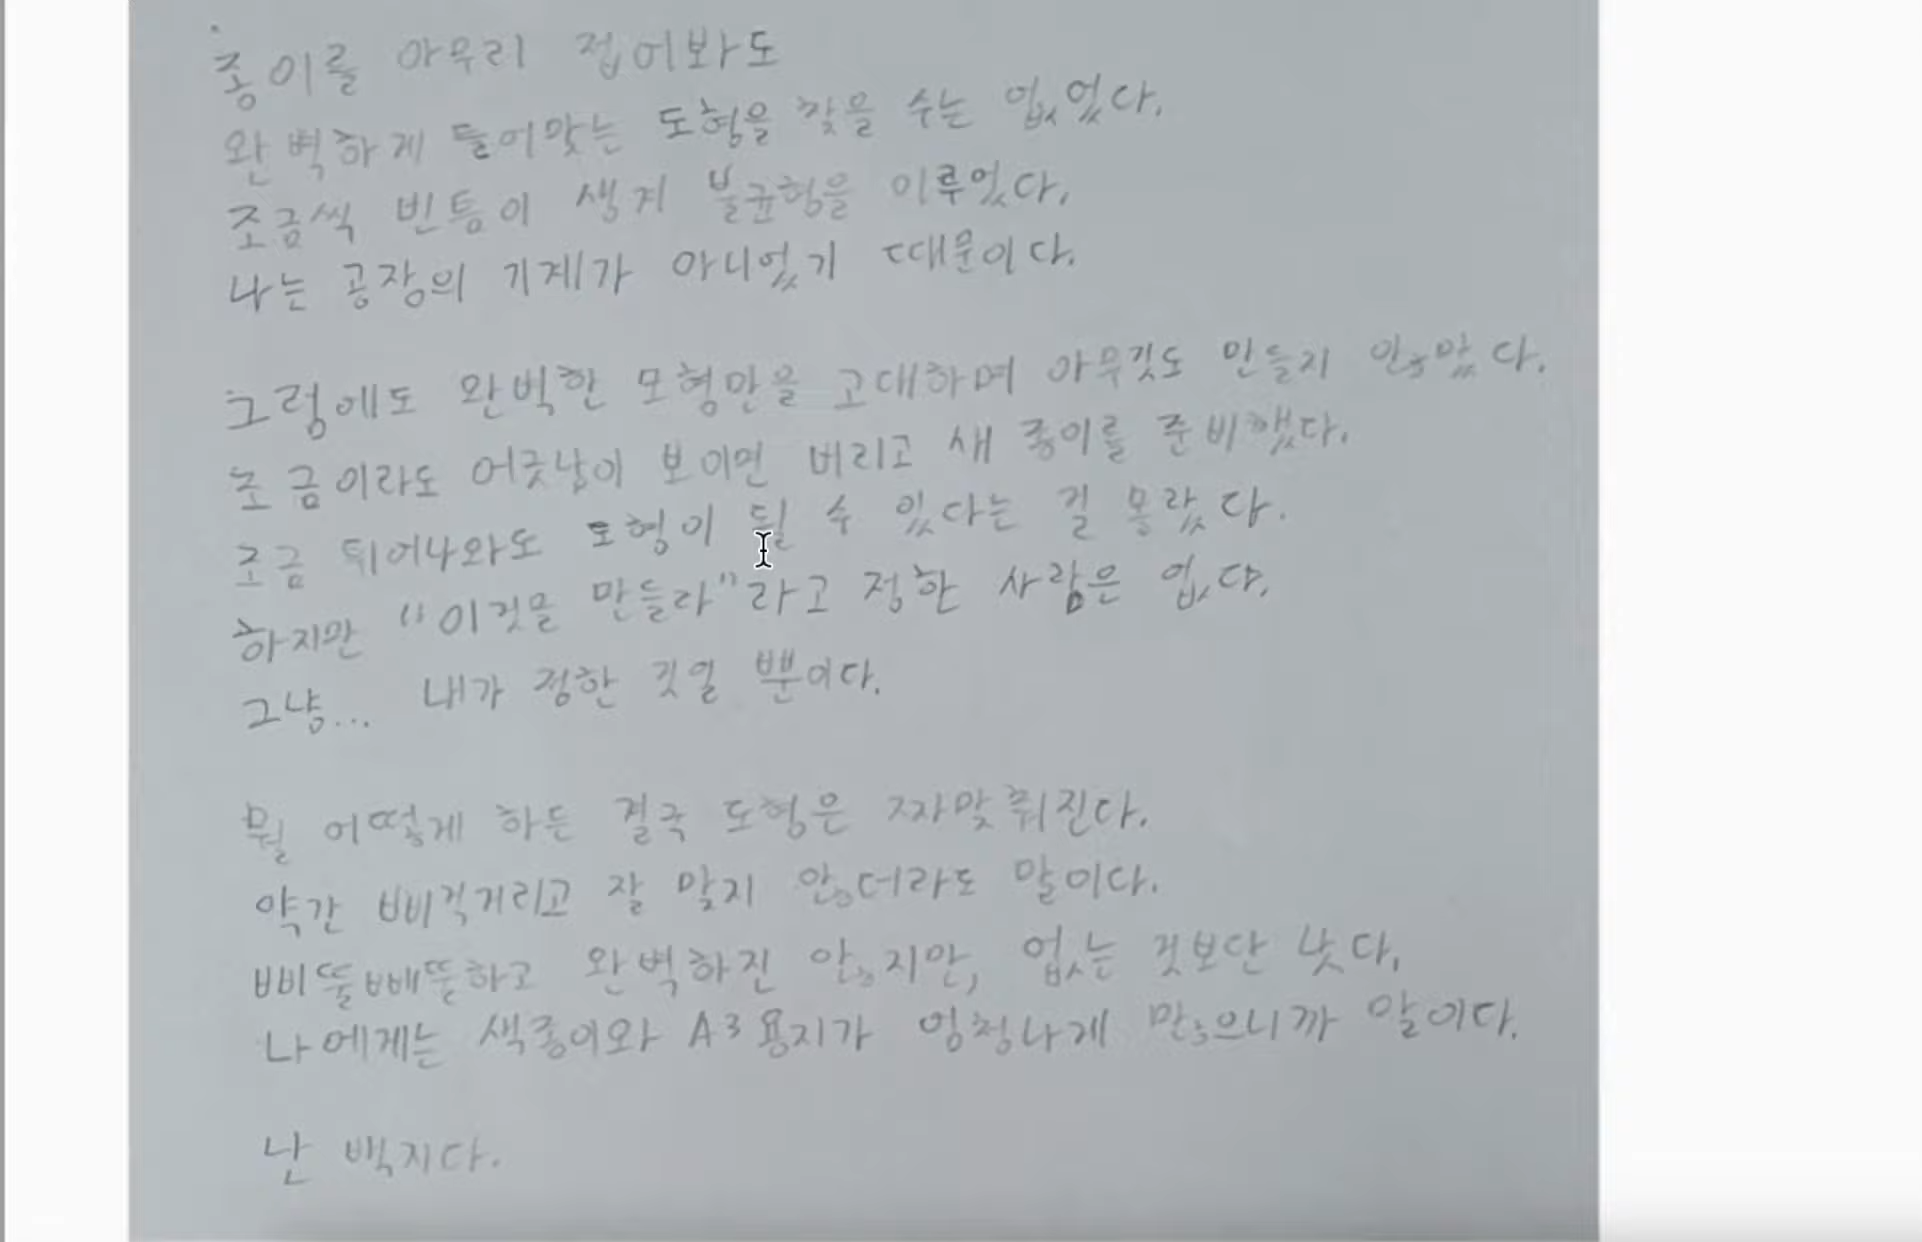 종이를 아무리 접어봐도
완벽하게 들어맞는 도형을 찾을 수는 없었다.
조금씩 빈틈이 생겨 불균형을 이루었다.
나는 공장의 기계가 아니었기 때문이다.
그럼에도 완벽한 모형만을 고대하며 아무것도 만들지 않았다.
조금이라도 어긋남이 보이면 버리고 새 종이를 준비했다.
조금 튀어나와도 도형이 될 수 있다는 걸 몰랐다.
하지만 "이것을 만들라"라고 정한 사람은 없다.
그냥... 내가 정한 것일 뿐이다.
뭘 어떻게 하든 결국 도형은 짜맞춰진다.
약간 삐걱거리고 잘 맞지 않더라도 말이다.
삐뚤빼뚤하고 완벽하진 않지만, 없는 것보단 낫다.
나에게는 색종이와 A3용지가 엄청나게 많으니까 말이다.
난 백지다.